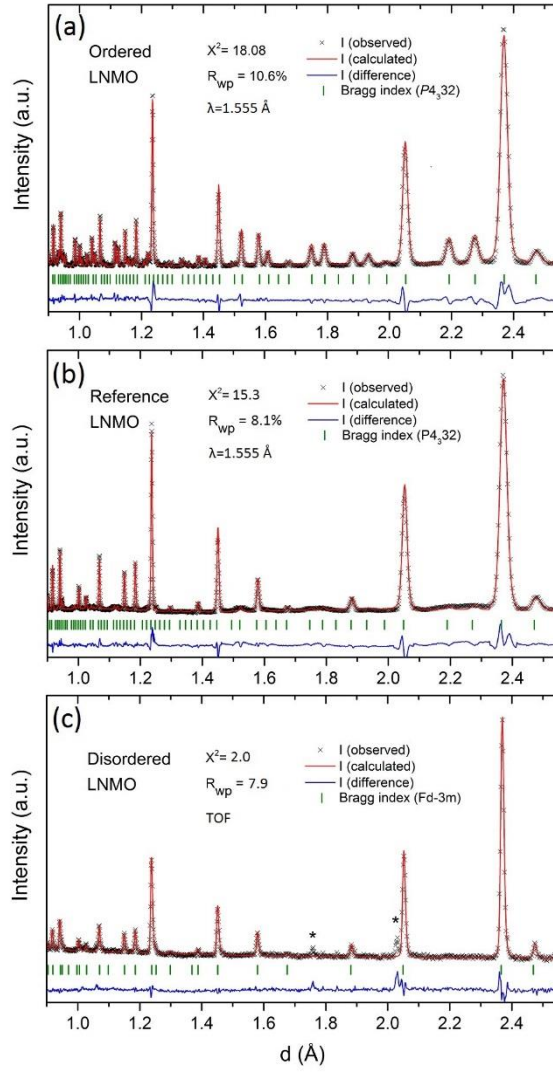 (a)
Ordered
LNMO
X²= 18.08
R_wp = 10.6%
λ=1.555 Å
× I (observed)
I (calculated)
I (difference)
| Bragg index (P4₃32)
Intensity (a.u.)
1.0 1.2 1.4 1.6 1.8 2.0 2.2 2.4
(b)
Reference
LNMO
X²= 15.3
R_wp = 8.1%
λ=1.555 Å
× I (observed)
I (calculated)
I (difference)
| Bragg index (P4₃32)
Intensity (a.u.)
1.0 1.2 1.4 1.6 1.8 2.0 2.2 2.4
(c)
Disordered
LNMO
X²= 2.0
R_wp = 7.9
TOF
× I (observed)
I (calculated)
I (difference)
| Bragg index (Fd-3m)
* *
Intensity (a.u.)
1.0 1.2 1.4 1.6 1.8 2.0 2.2 2.4
d (Å)